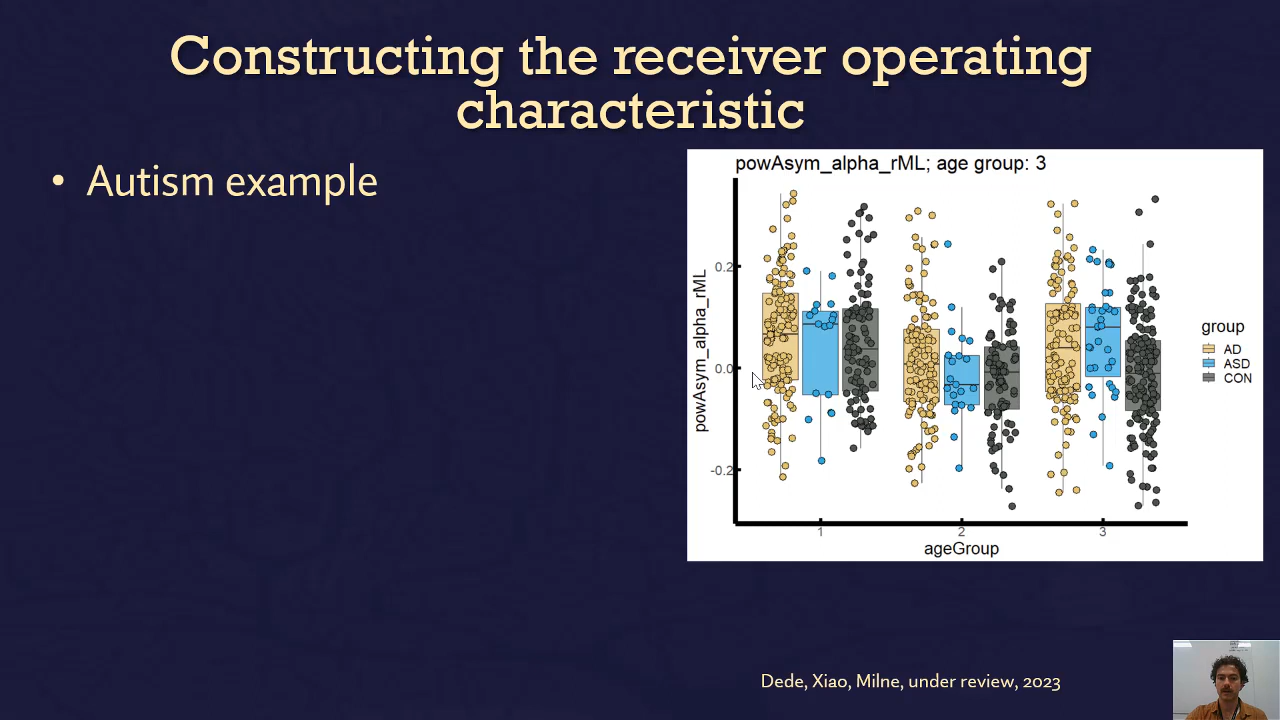 Constructing the receiver operating
characteristic
• Autism example
powAsym_alpha_rML; age group: 3
powAsym_alpha_rML
0.2
0.0
-0.2
1
2
3
ageGroup
group
AD
ASD
CON
Dede, Xiao, Milne, under review, 2023